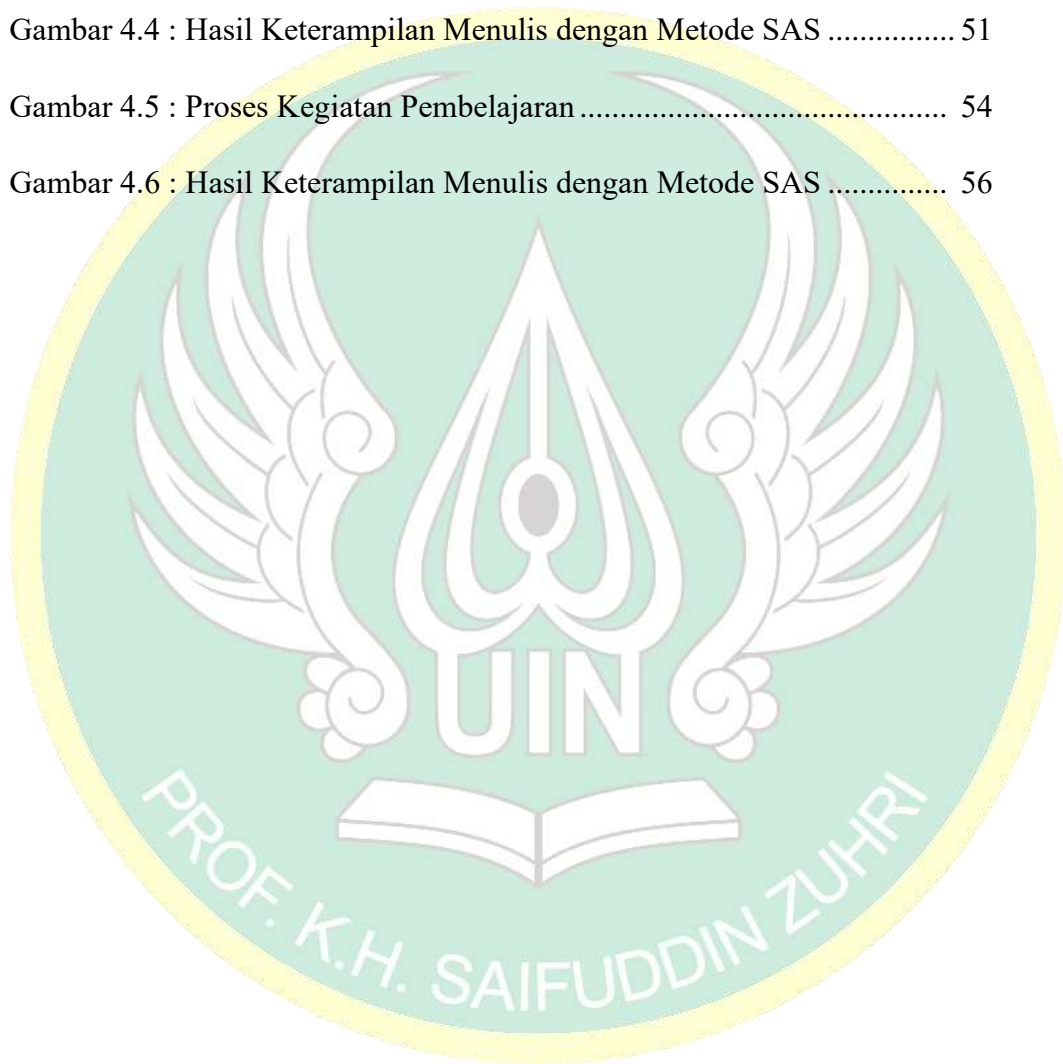 Gambar 4.4 : Hasil Keterampilan Menulis dengan Metode SAS ................ 51
Gambar 4.5 : Proses Kegiatan Pembelajaran .............................................. 54
Gambar 4.6 : Hasil Keterampilan Menulis dengan Metode SAS ............... 56
UIN
PROF. K.H. SAIFUDDIN ZUHRI